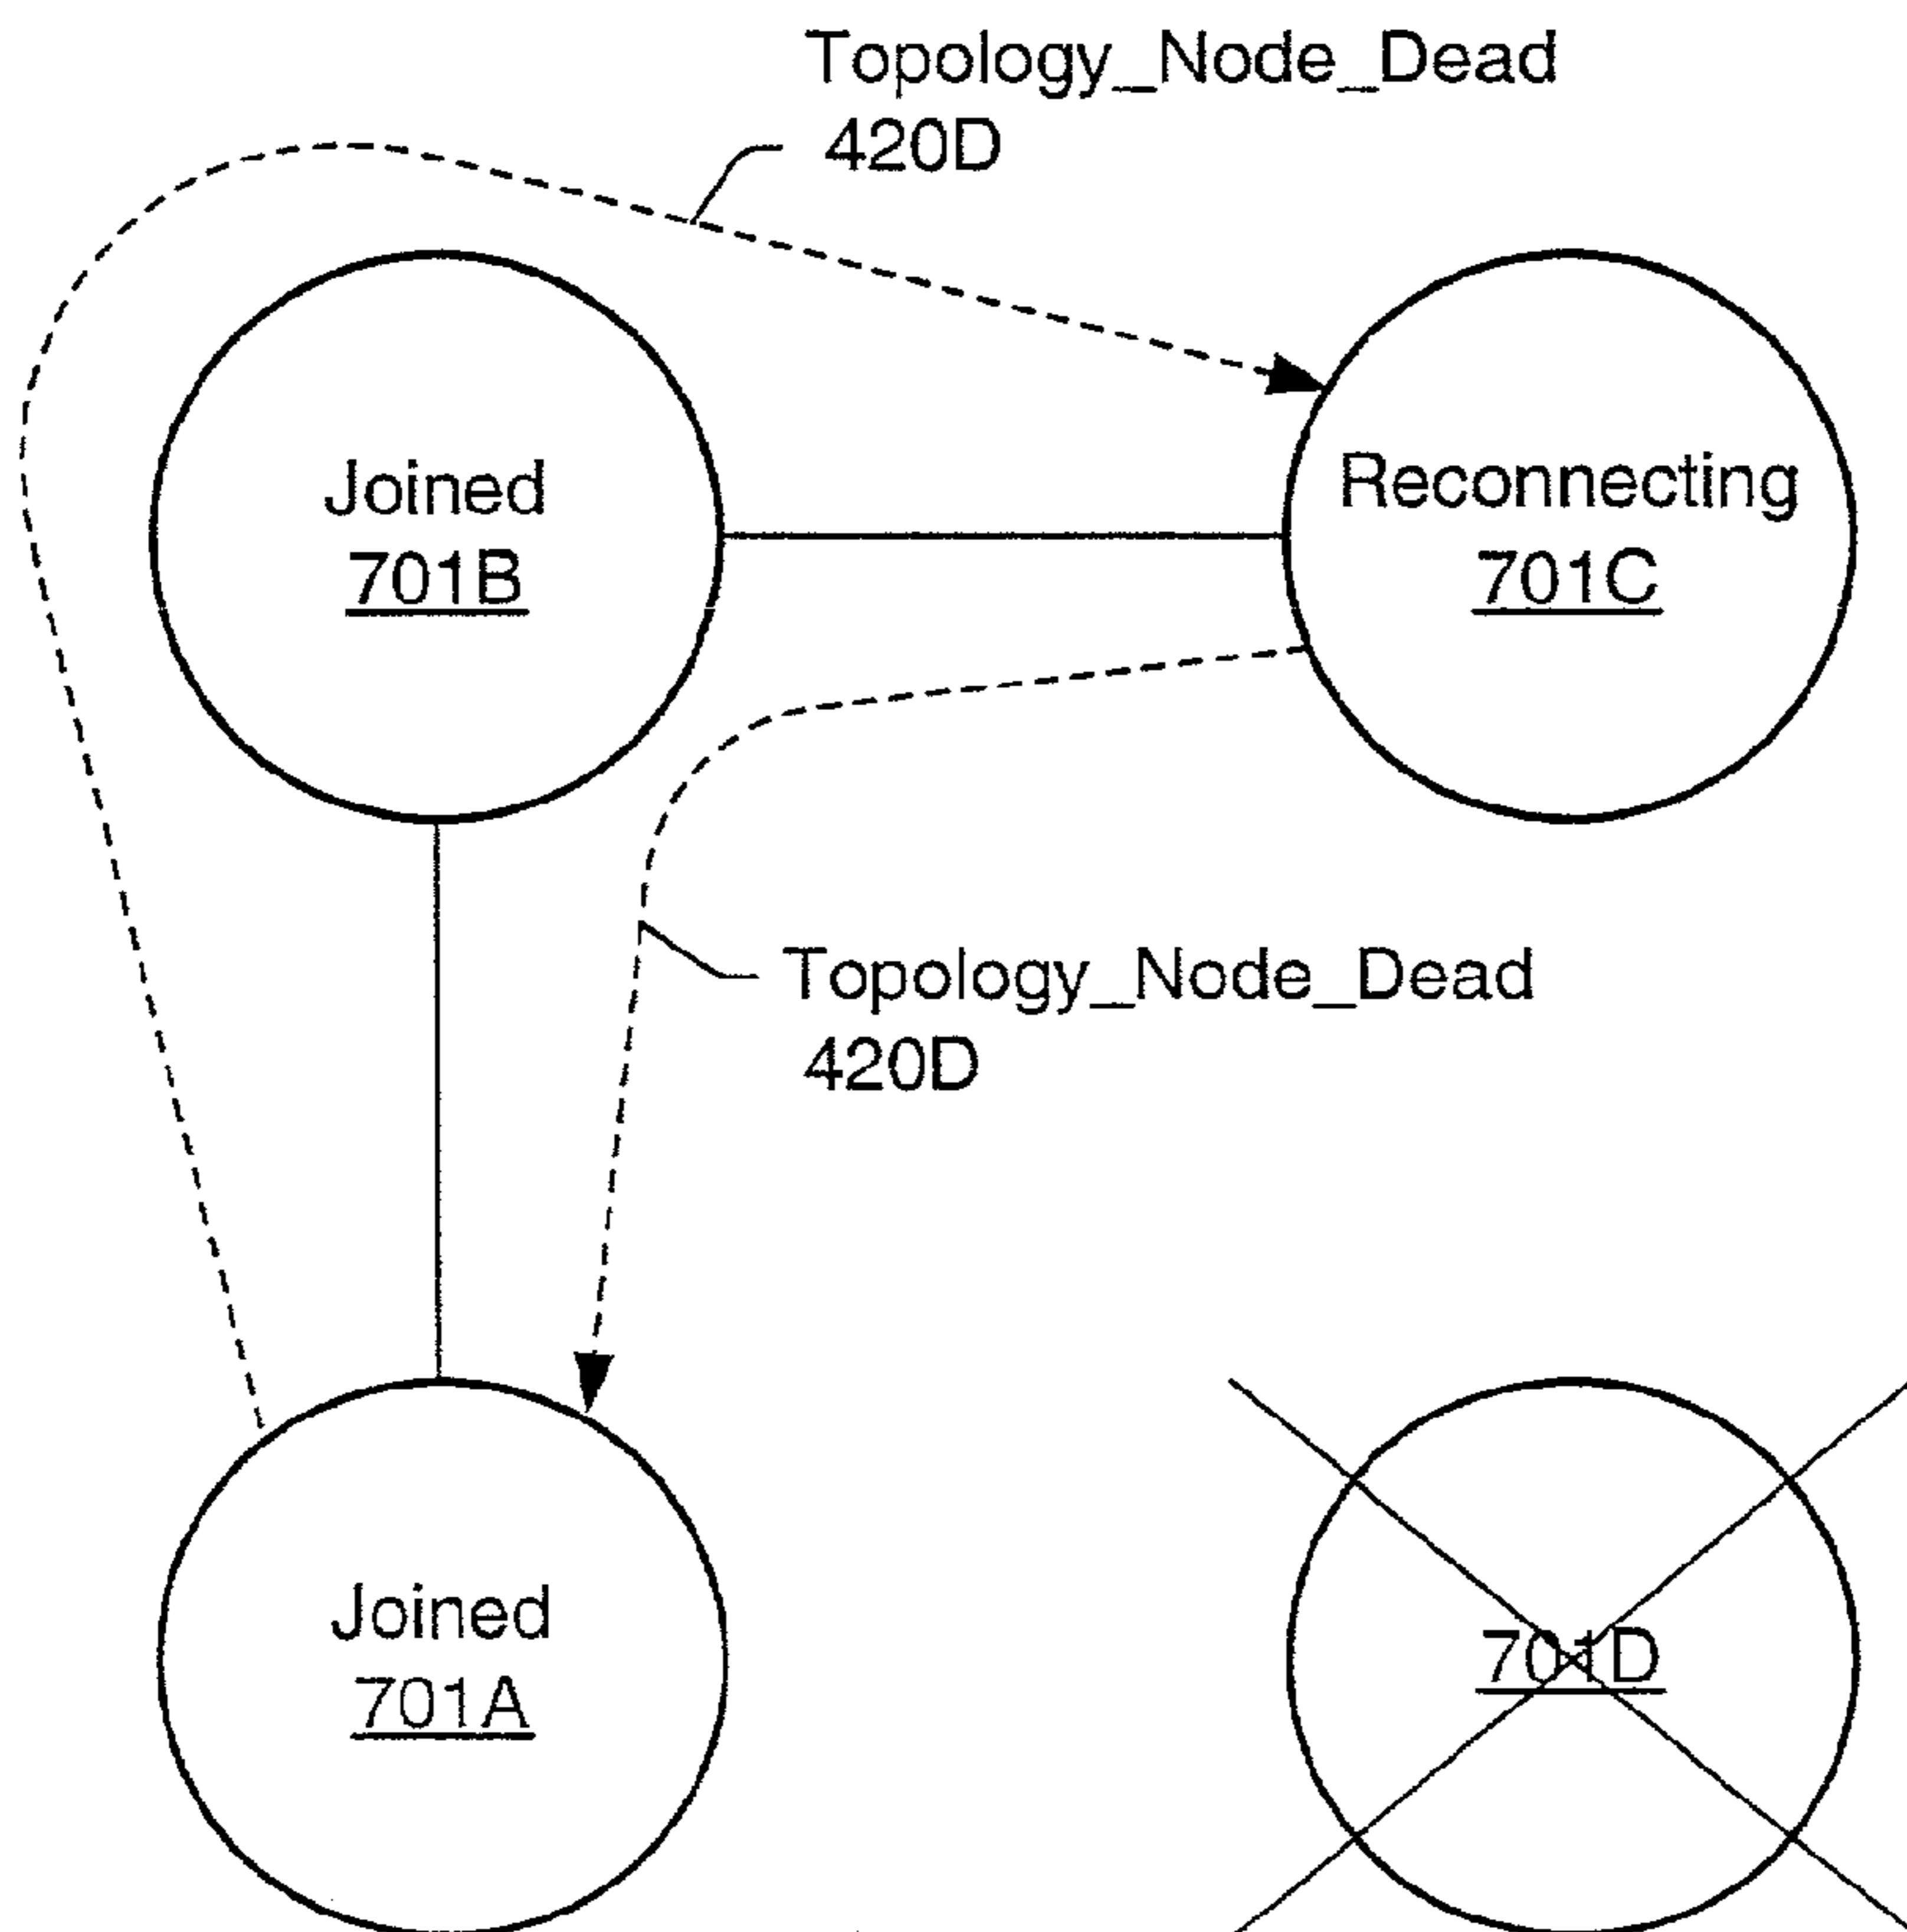 Topology_Node_Dead
420D
Joined
701B
Reconnecting
701C
Topology_Node_Dead
420D
Joined
701A
701D